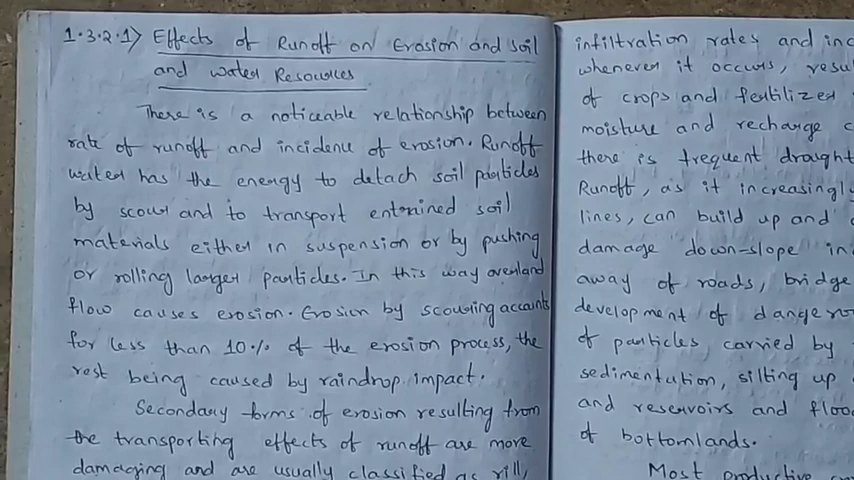 1.3.2.1) Effects of Runoff on Erosion and soil
and water Resources
There is a noticeable relationship between
rate of runoff and incidence of erosion. Runoff
water has the energy to detach soil particles
by scour and to transport entrained soil
materials either in suspension or by pushing
or rolling larger particles. In this way overland
flow causes erosion. Erosion by scouring accounts
for less than 10% of the erosion process, the
rest being caused by raindrop impact.
Secondary forms of erosion resulting from
the transporting effects of runoff are more
damaging and are usually classified as rill,
infiltration rates and inc
whenever it occurs, resu
of crops and fertilizer
moisture and recharge
there is frequent draught
Runoff, as it increasingly
lines, can build up and
damage down-slope in
away of roads, bridge
development of dangero
of particles carried by
sedimentation, silting up
and reservoirs and floo
of bottomlands.
Most productive